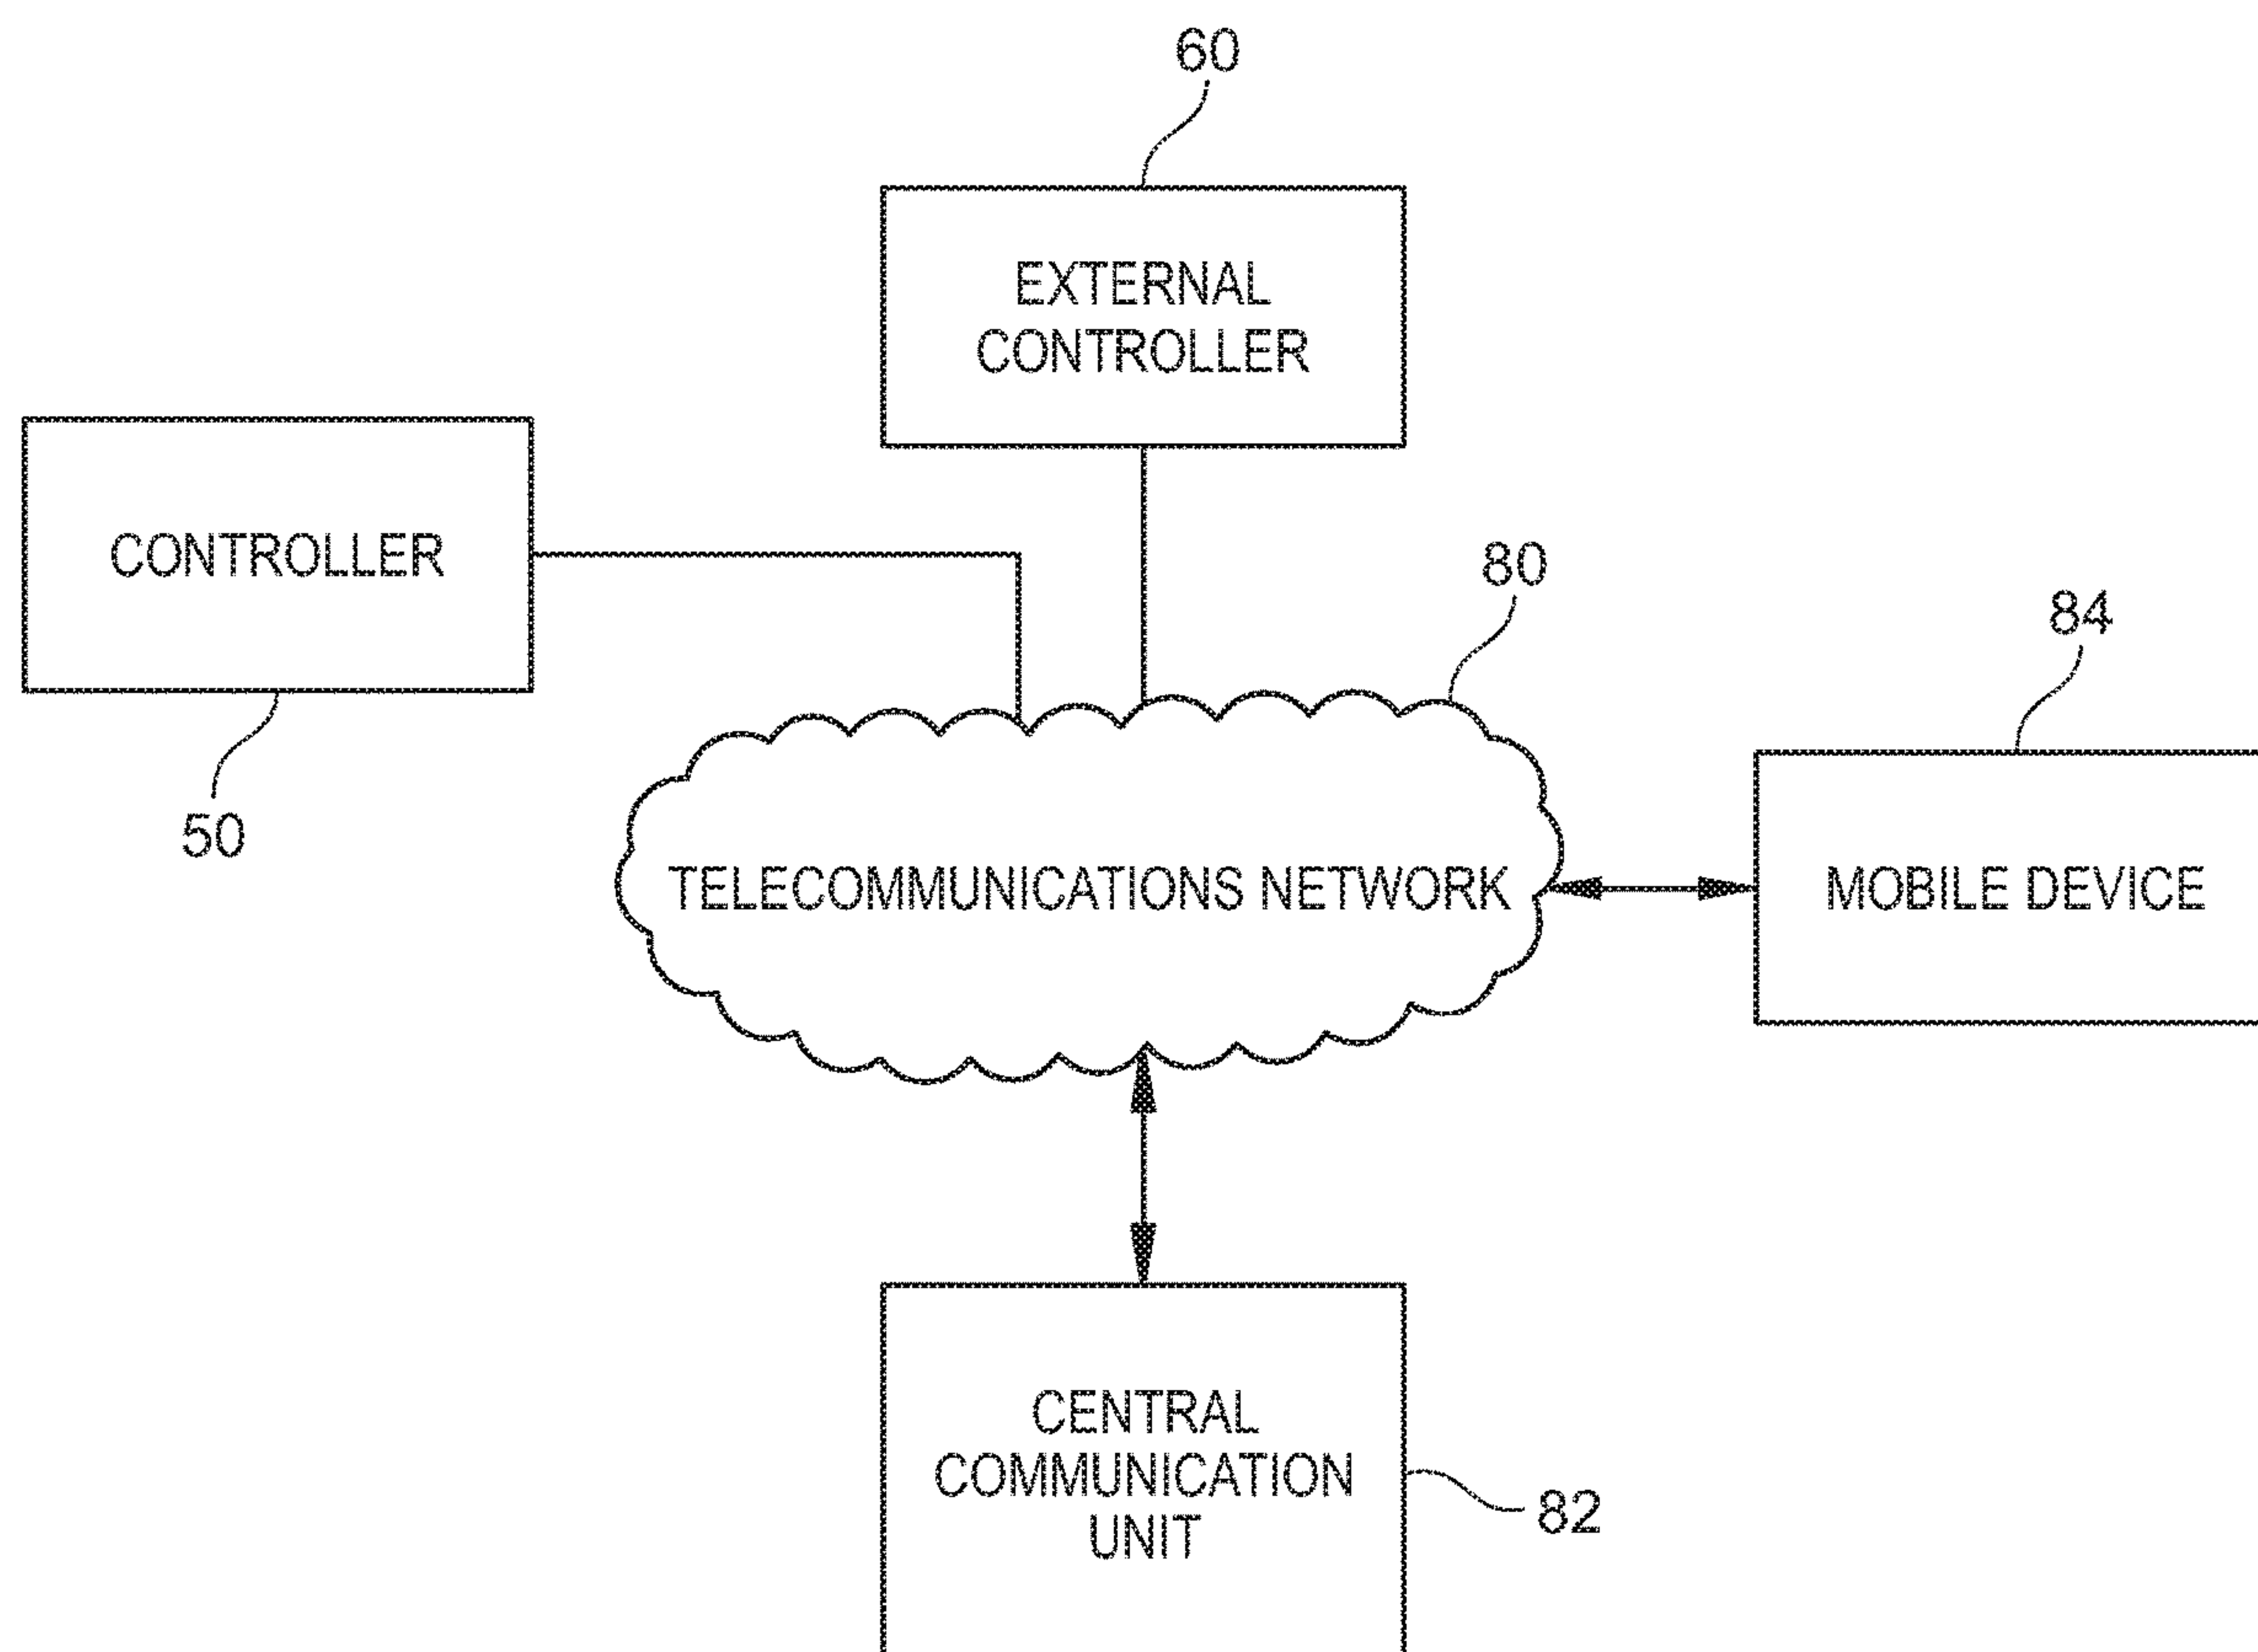 60
EXTERNAL
CONTROLLER
CONTROLLER
50
80
84
TELECOMMUNICATIONS NETWORK
MOBILE DEVICE
CENTRAL
COMMUNICATION
UNIT
82